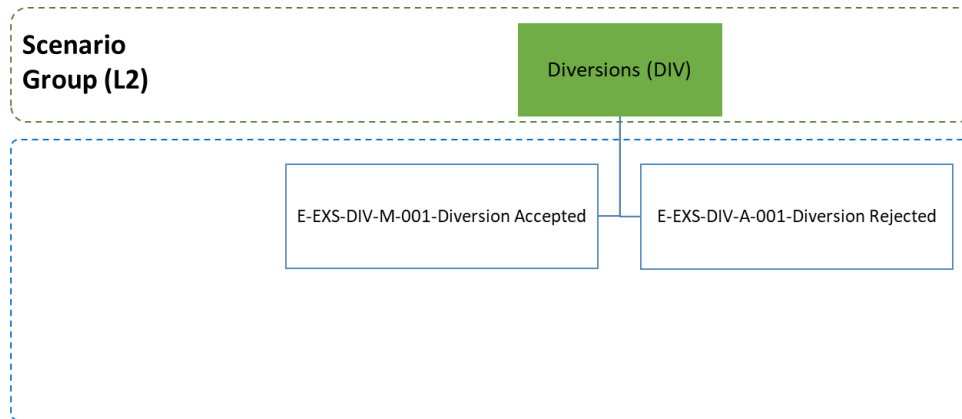 Scenario
Group (L2)
Diversions (DIV)
E-EXS-DIV-M-001-Diversion Accepted
E-EXS-DIV-A-001-Diversion Rejected